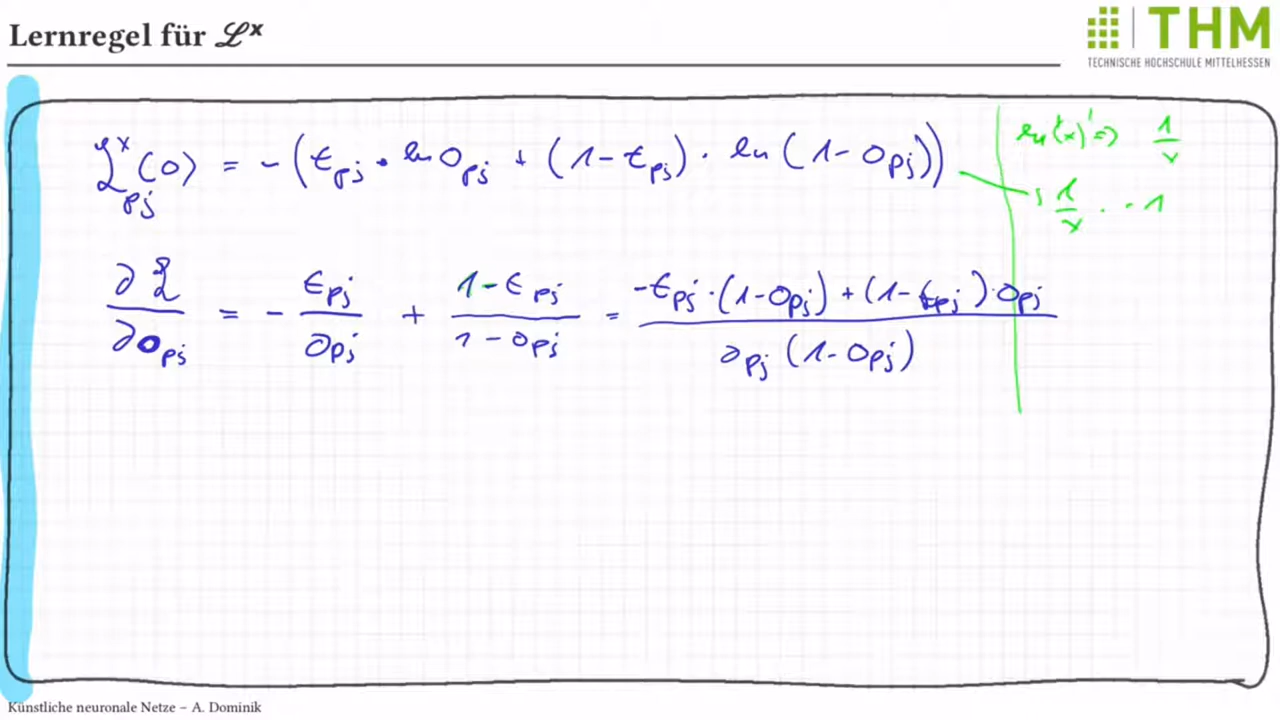 Lernregel für ℒˣ
THM
TECHNISCHE HOCHSCHULE MITTELHESSEN
ℒˣ_pj (o) = - (t_pj · ln o_pj + (1 - t_pj) · ln (1 - o_pj))
ln'(x)' => 1/x
1/x · -1
∂ℒ/∂o_pj = - t_pj/o_pj + (1 - t_pj)/(1 - o_pj) = (-t_pj · (1 - o_pj) + (1 - t_pj) · o_pj)/(o_pj (1 - o_pj))
Künstliche neuronale Netze – A. Dominik